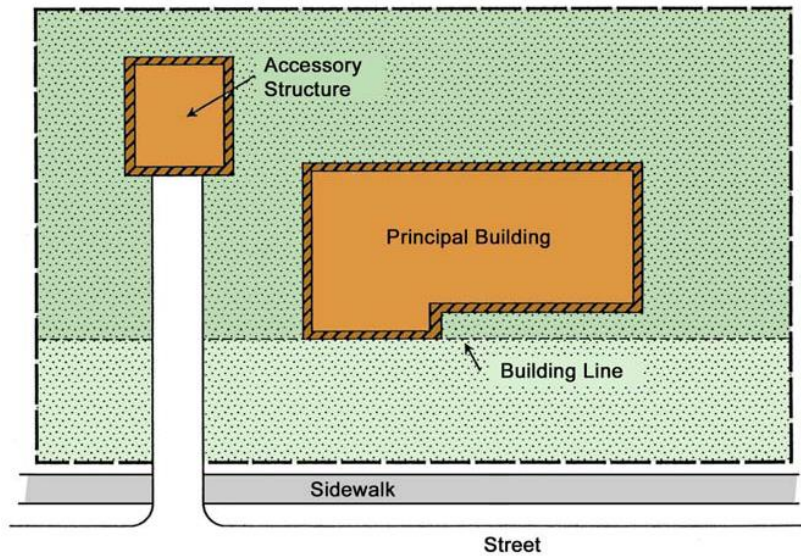 Accessory
Structure
Principal Building
Building Line
Sidewalk
Street